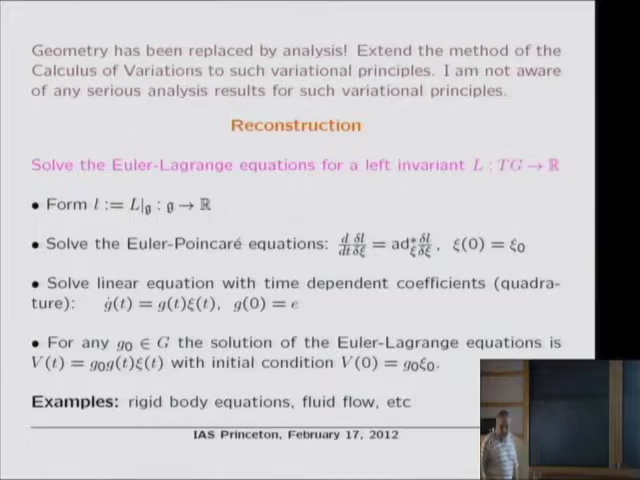 Geometry has been replaced by analysis! Extend the method of the
Calculus of Variations to such variational principles. I am not aware
of any serious analysis results for such variational principles.
Reconstruction
Solve the Euler-Lagrange equations for a left invariant L : TG → ℝ
• Form l := L|𝔤 : 𝔤 → ℝ
• Solve the Euler-Poincaré equations: d/dt δl/δξ = ad*_ξ δl/δξ, ξ(0) = ξ₀
• Solve linear equation with time dependent coefficients (quadra-
ture): ġ(t) = g(t)ξ(t), g(0) = e
• For any g₀ ∈ G the solution of the Euler-Lagrange equations is
V(t) = g₀g(t)ξ(t) with initial condition V(0) = g₀ξ₀.
Examples: rigid body equations, fluid flow, etc
IAS Princeton, February 17, 2012